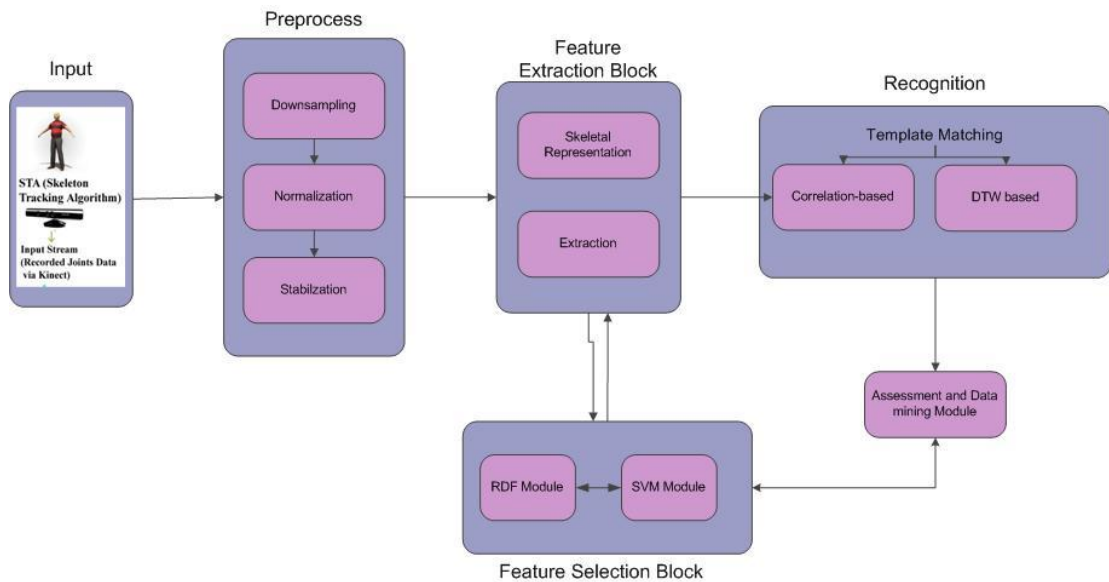 Input
STA (Skeleton
Tracking Algorithm)
Input Stream
(Recorded Joints Data
via Kinect)
Preprocess
Downsampling
Normalization
Stabilzation
Feature
Extraction Block
Skeletal
Representation
Extraction
Recognition
Template Matching
Correlation-based
DTW based
Assessment and Data
mining Module
RDF Module
SVM Module
Feature Selection Block